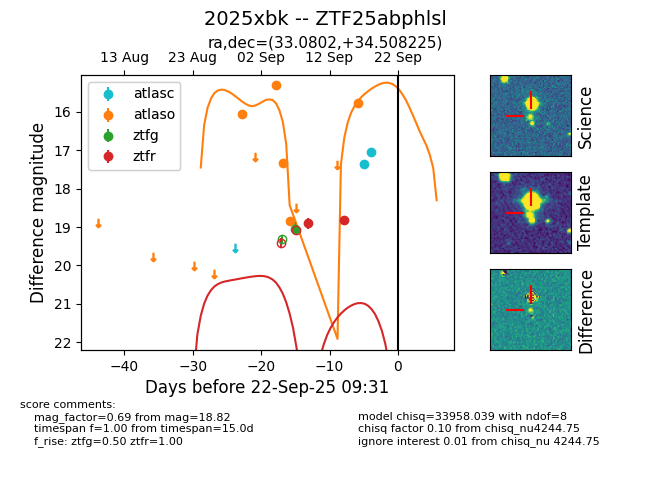 2025xbk -- ZTF25abphlsl
ra,dec=(33.0802,+34.508225)
13 Aug 23 Aug 02 Sep 12 Sep 22 Sep
atlasc
atlaso
ztfg
ztfr
16
17
18
19
20
21
22
Difference magnitude
−40 −30 −20 −10 0
Days before 22-Sep-25 09:31
Science
Template
Difference
score comments:
mag_factor=0.69 from mag=18.82
timespan f=1.00 from timespan=15.0d
f_rise: ztfg=0.50 ztfr=1.00
model chisq=33958.039 with ndof=8
chisq factor 0.10 from chisq_nu4244.75
ignore interest 0.01 from chisq_nu 4244.75